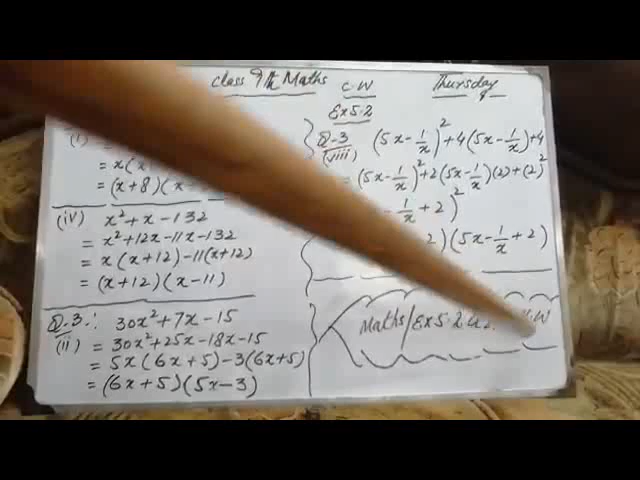 class 9th Maths
C.W
Thursday
Ex 5.2
(i) =
= x(x
= (x+8)(x-
(iv) x²+x-132
= x²+12x-11x-132
= x(x+12)-11(x+12)
= (x+12)(x-11)
Q-3: 30x²+7x-15
(ii) = 30x²+25x-18x-15
= 5x(6x+5)-3(6x+5)
= (6x+5)(5x-3)
Q-3 (5x-1/x)²+4(5x-1/x)+4
(viii) = (5x-1/x)²+2(5x-1/x)(2)+(2)²
-1/x+2)²
2)(5x-1/x+2)
Maths/Ex 5.2